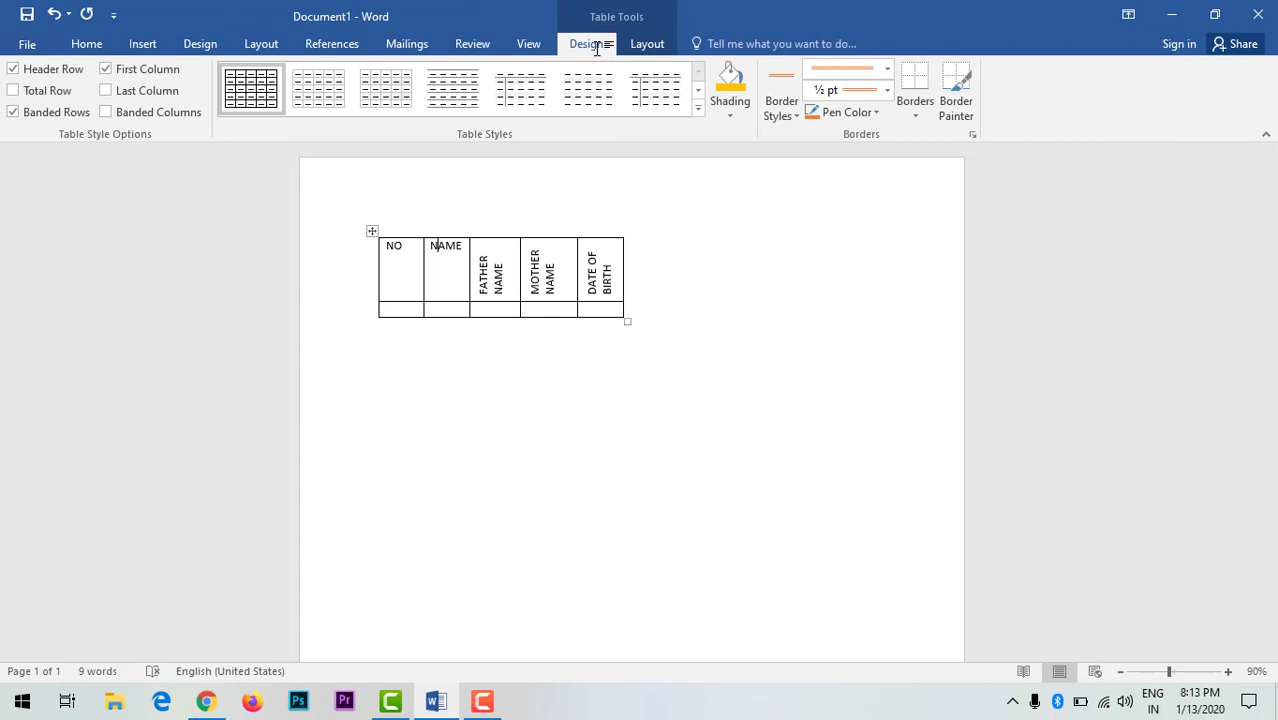 Document1 - Word
Table Tools
File
Home
Insert
Design
Layout
References
Mailings
Review
View
Design
Layout
Tell me what you want to do...
Sign in
Share
Header Row
First Column
Total Row
Last Column
Banded Rows
Banded Columns
Table Style Options
Table Styles
Shading
Border
Styles
½ pt
Pen Color
Borders
Border
Painter
Borders
NO
NAME
FATHER
NAME
MOTHER
NAME
DATE OF
BIRTH
Page 1 of 1
9 words
English (United States)
90%
Ps
Pr
ENG
IN
8:13 PM
1/13/2020